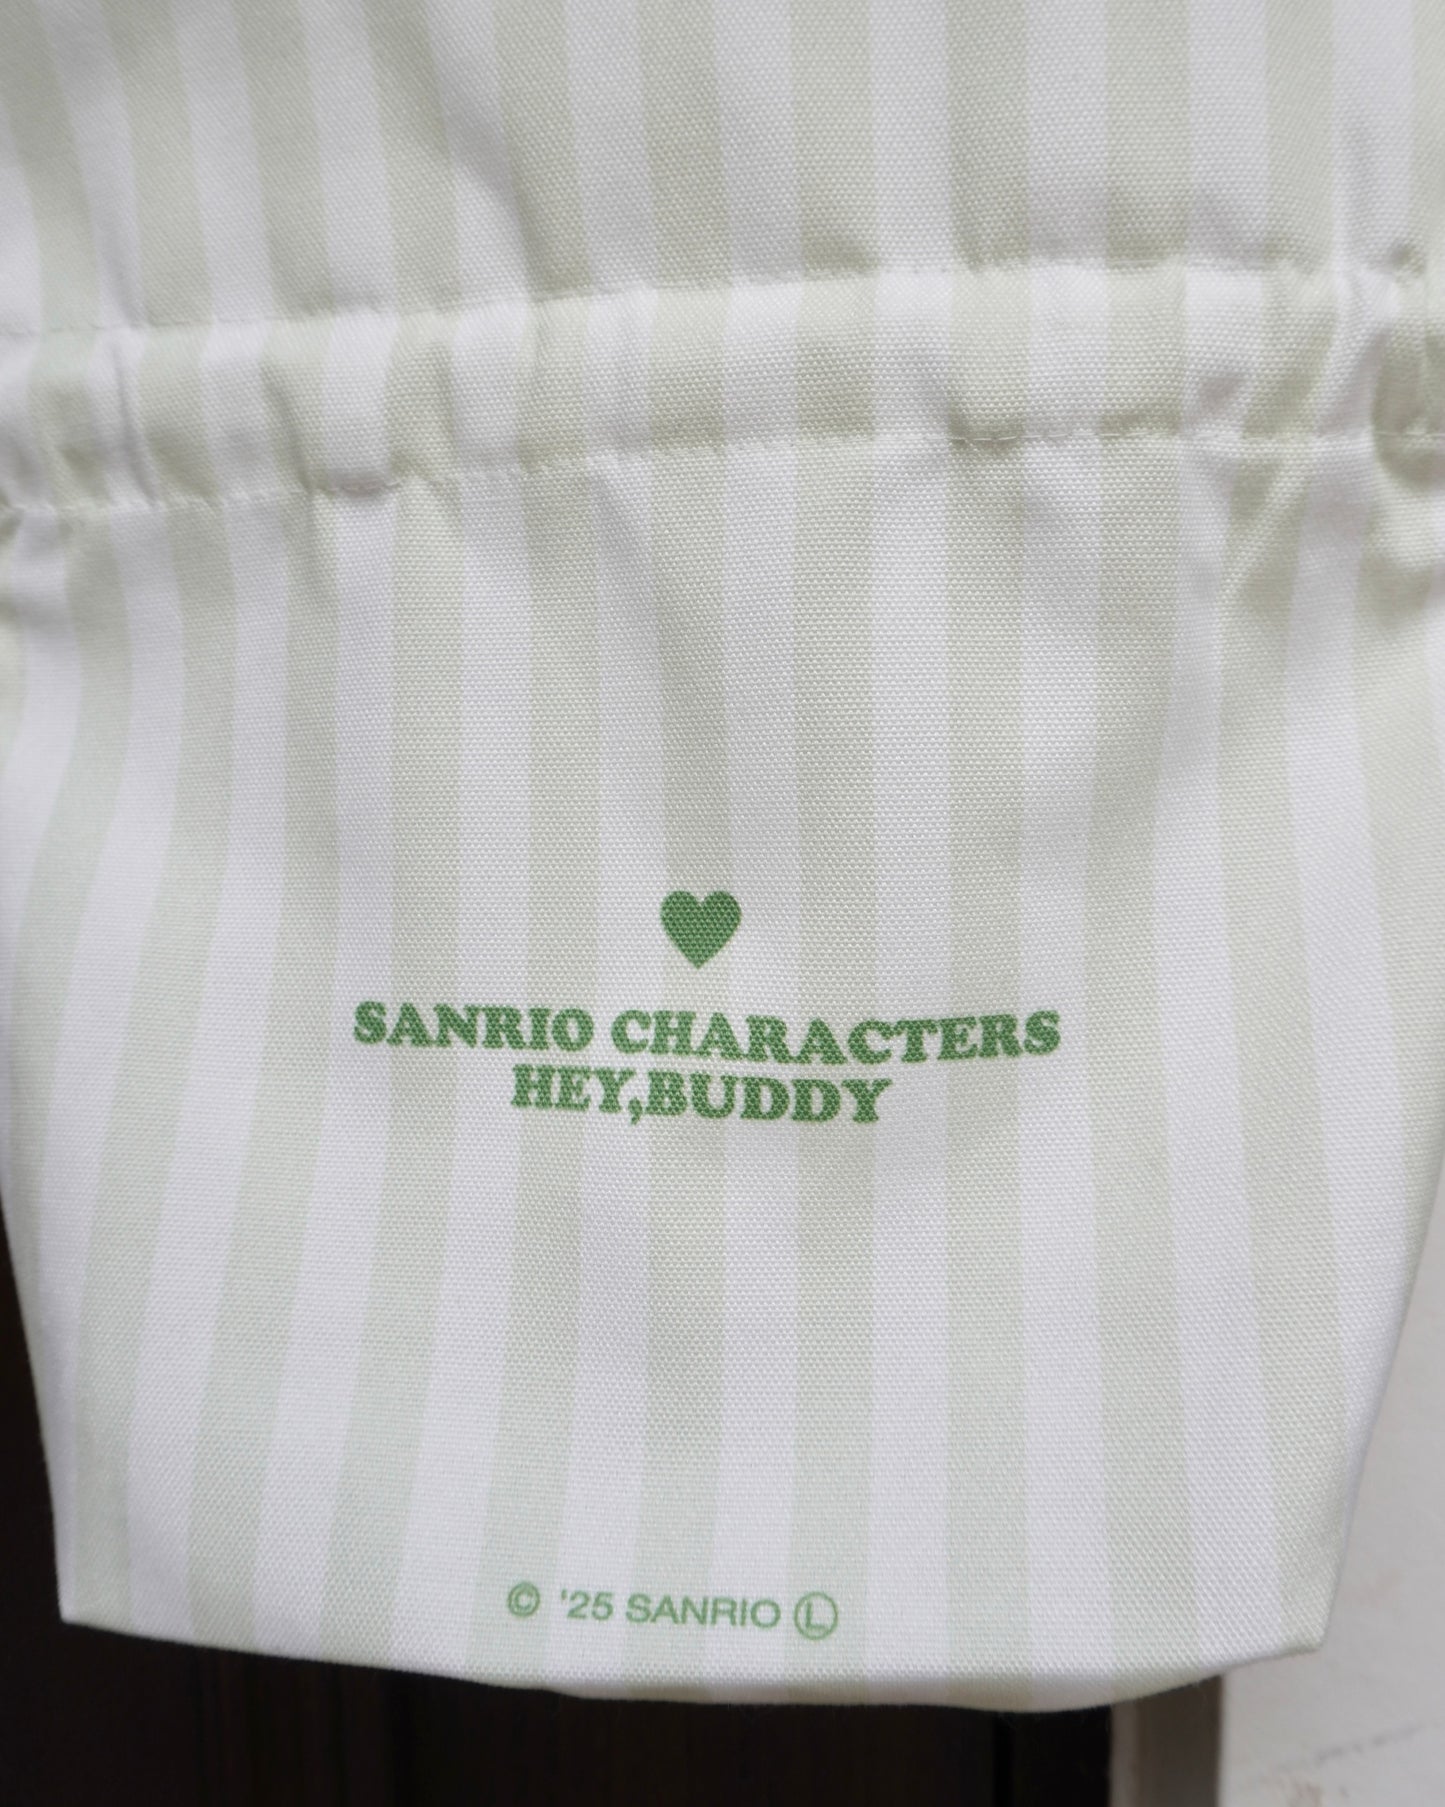 SANRIO CHARACTERS
HEY,BUDDY
© '25 SANRIO Ⓛ